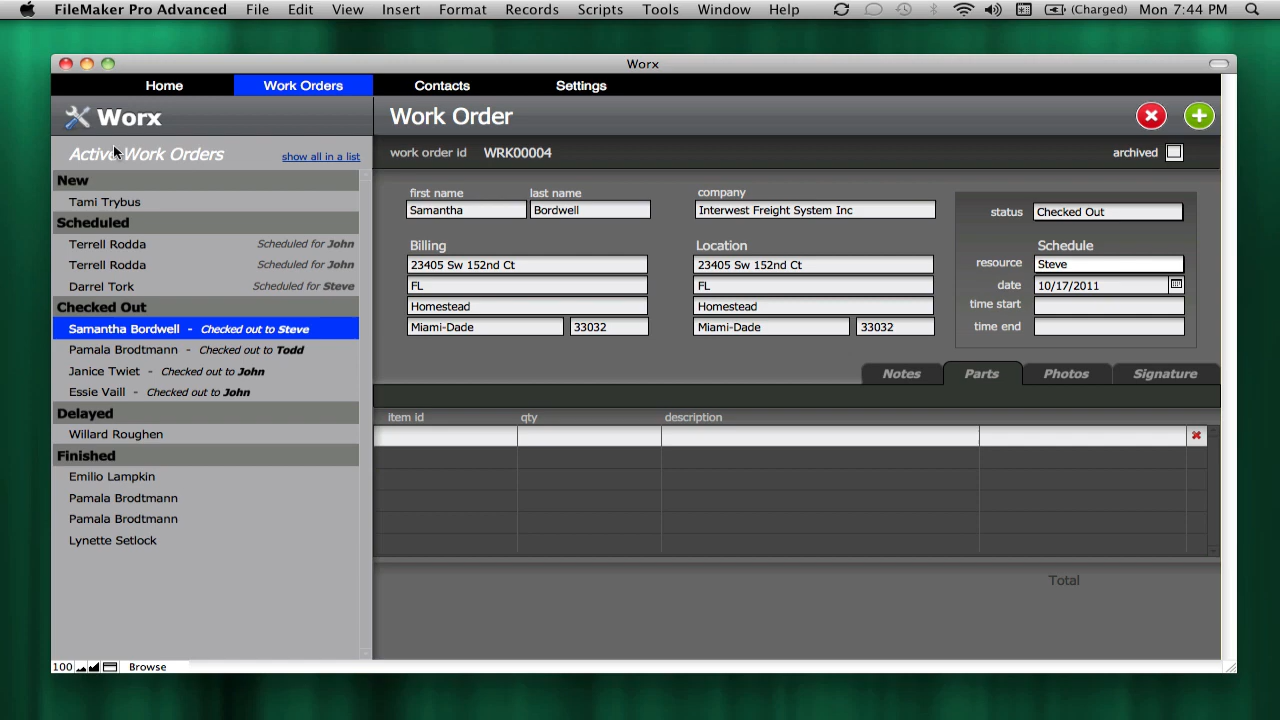 FileMaker Pro Advanced File Edit View Insert Format Records Scripts Tools Window Help (Charged) Mon 7:44 PM
Worx
Home Work Orders Contacts Settings
Worx
Active Work Orders show all in a list
New
Tami Trybus
Scheduled
Terrell Rodda Scheduled for John
Terrell Rodda Scheduled for John
Darrel Tork Scheduled for Steve
Checked Out
Samantha Bordwell - Checked out to Steve
Pamala Brodtmann - Checked out to Todd
Janice Twiet - Checked out to John
Essie Vaill - Checked out to John
Delayed
Willard Roughen
Finished
Emilio Lampkin
Pamala Brodtmann
Pamala Brodtmann
Lynette Setlock
100 Browse
Work Order
work order id WRK00004 archived
first name last name company
Samantha Bordwell Interwest Freight System Inc
status Checked Out
Billing Location Schedule
23405 Sw 152nd Ct 23405 Sw 152nd Ct resource Steve
FL FL date 10/17/2011
Homestead Homestead time start
Miami-Dade 33032 Miami-Dade 33032 time end
Notes Parts Photos Signature
item id qty description
Total